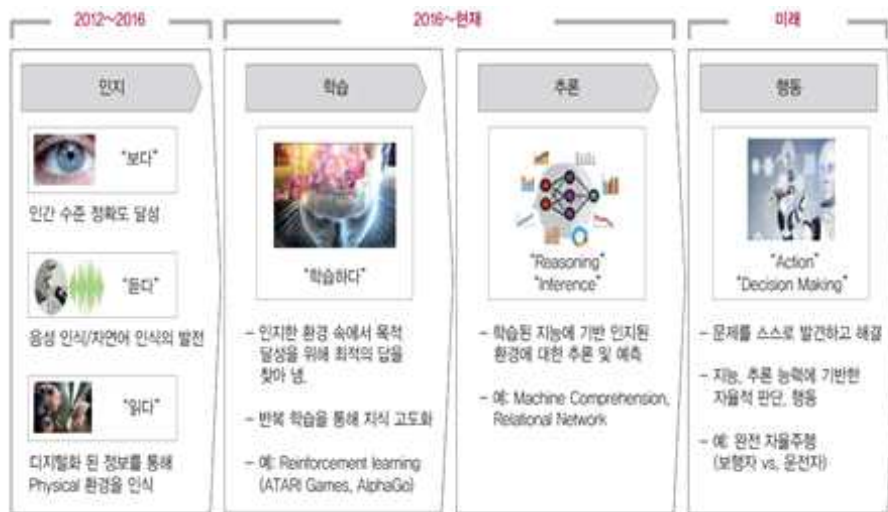 2012~2016
2016~현재
미래
인지
학습
추론
행동
"보다"
인간 수준 정확도 달성
"듣다"
음성 인식/자연어 인식의 발전
"읽다"
디지털화 된 정보를 통해
Physical 환경을 인식
"학습하다"
- 인지한 환경 속에서 목적
달성을 위해 최적의 답을
찾아 냄.
- 반복 학습을 통해 지식 고도화
- 예: Reinforcement learning
(ATARI Games, AlphaGo)
"Reasoning"
"Inference"
- 학습된 지능에 기반 인지된
환경에 대한 추론 및 예측
- 예: Machine Comprehension,
Relational Network
"Action"
"Decision Making"
- 문제를 스스로 발견하고 해결
- 지능, 추론 능력에 기반한
자율적 판단, 행동
- 예: 완전 자율주행
(보행자 vs. 운전자)